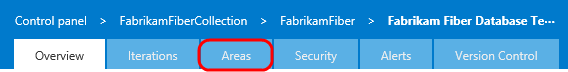 Control panel > FabrikamFiberCollection > FabrikamFiber > Fabrikam Fiber Database Te...
Overview Iterations Areas Security Alerts Version Control